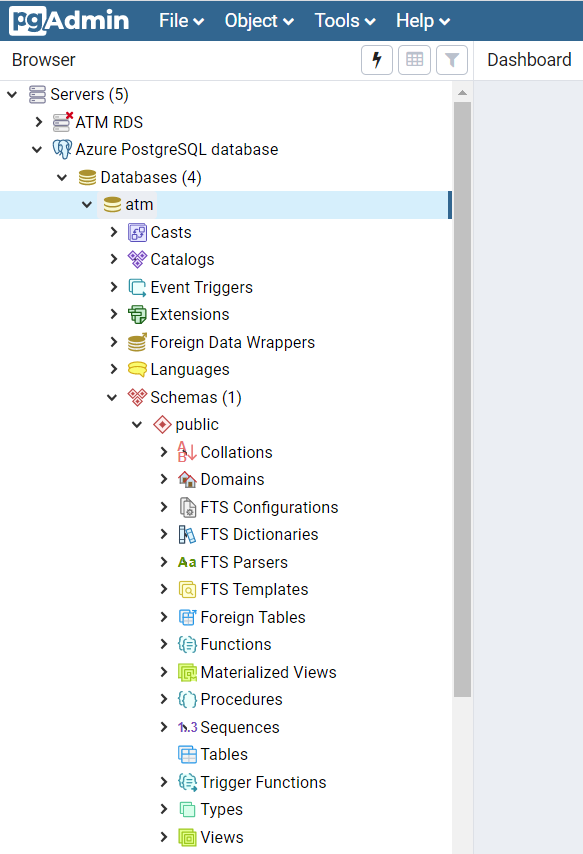 pgAdmin File Object Tools Help
Browser Dashboard
Servers (5)
ATM RDS
Azure PostgreSQL database
Databases (4)
atm
Casts
Catalogs
Event Triggers
Extensions
Foreign Data Wrappers
Languages
Schemas (1)
public
Collations
Domains
FTS Configurations
FTS Dictionaries
Aa FTS Parsers
FTS Templates
Foreign Tables
Functions
Materialized Views
Procedures
1..3 Sequences
Tables
Trigger Functions
Types
Views